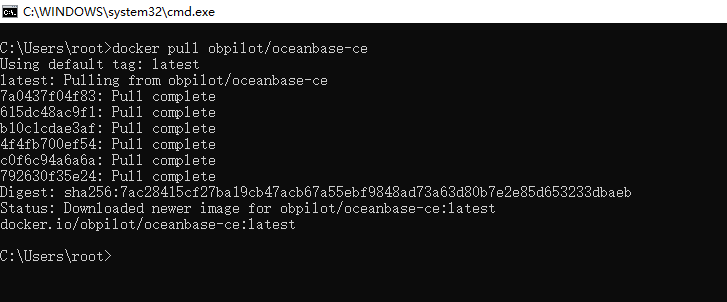 C:\WINDOWS\system32\cmd.exe
C:\Users\root>docker pull obpilot/oceanbase-ce
Using default tag: latest
latest: Pulling from obpilot/oceanbase-ce
7a0437f04f83: Pull complete
615dc48ac9f1: Pull complete
b10c1cdae3af: Pull complete
4f4fb700ef54: Pull complete
c0f6c94a6a6a: Pull complete
792630f35e24: Pull complete
Digest: sha256:7ac28415cf27ba19cb47acb67a55ebf9848ad73a63d80b7e2e85d653233dbaeb
Status: Downloaded newer image for obpilot/oceanbase-ce:latest
docker.io/obpilot/oceanbase-ce:latest
C:\Users\root>